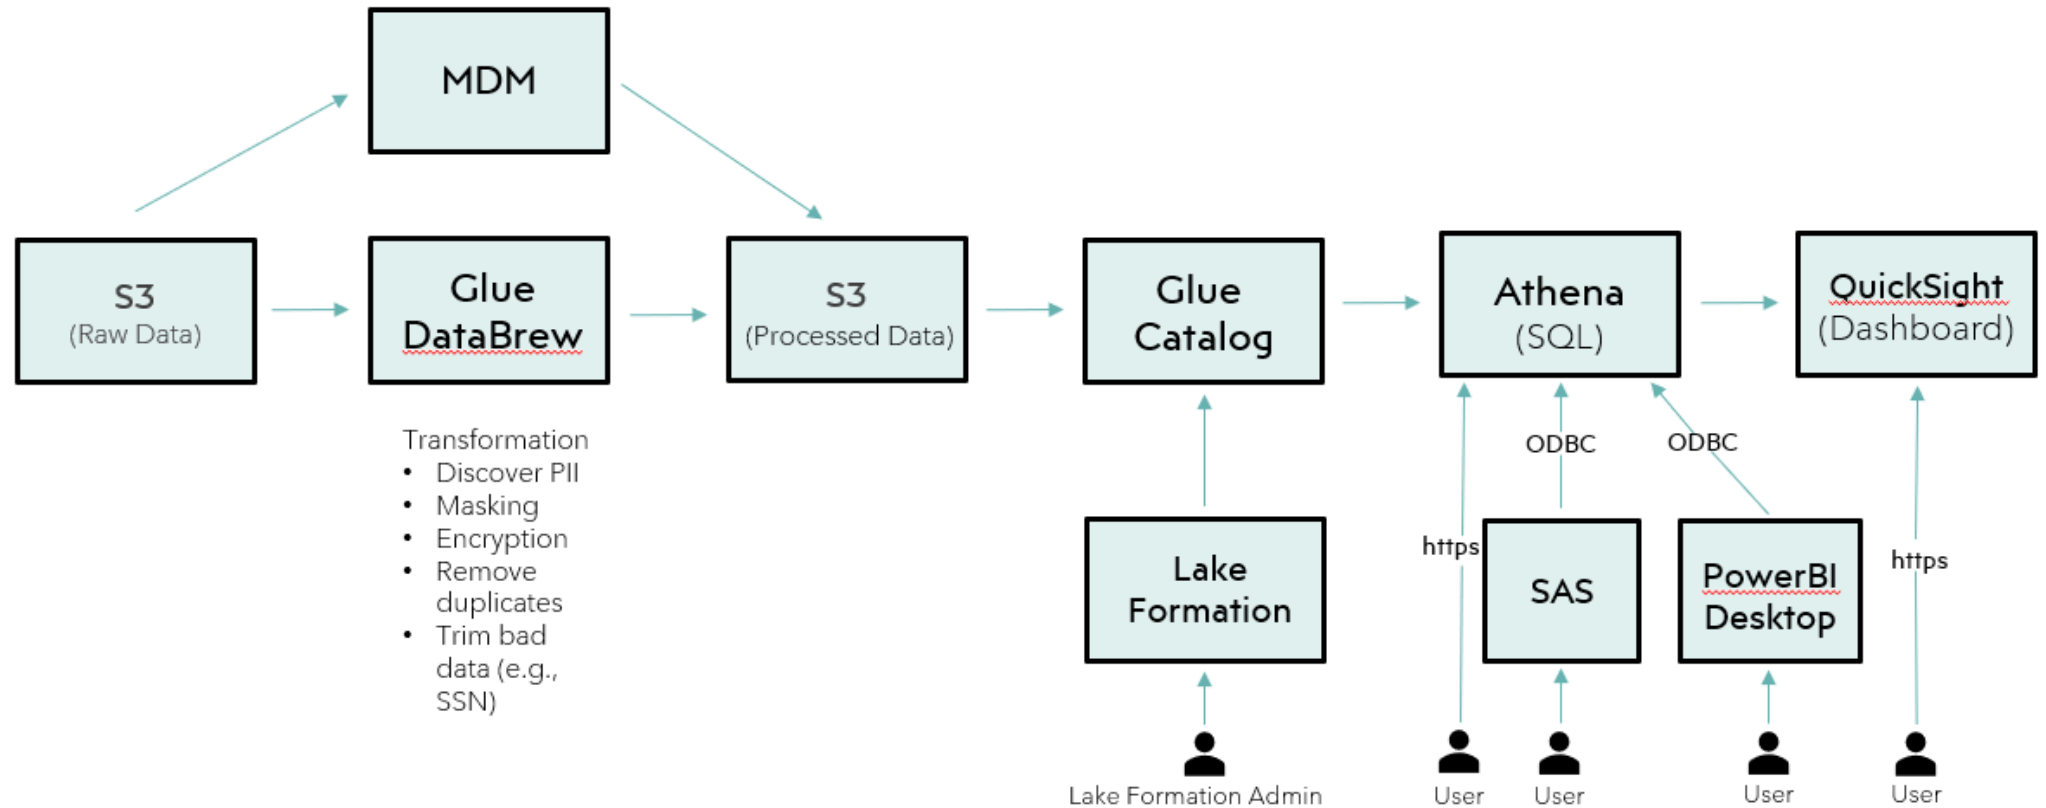 MDM
S3
(Raw Data)
Glue
DataBrew
S3
(Processed Data)
Glue
Catalog
Athena
(SQL)
QuickSight
(Dashboard)
Transformation
• Discover PII
• Masking
• Encryption
• Remove
duplicates
• Trim bad
data (e.g.,
SSN)
Lake
Formation
ODBC
ODBC
https
SAS
PowerBI
Desktop
https
Lake Formation Admin
User
User
User
User